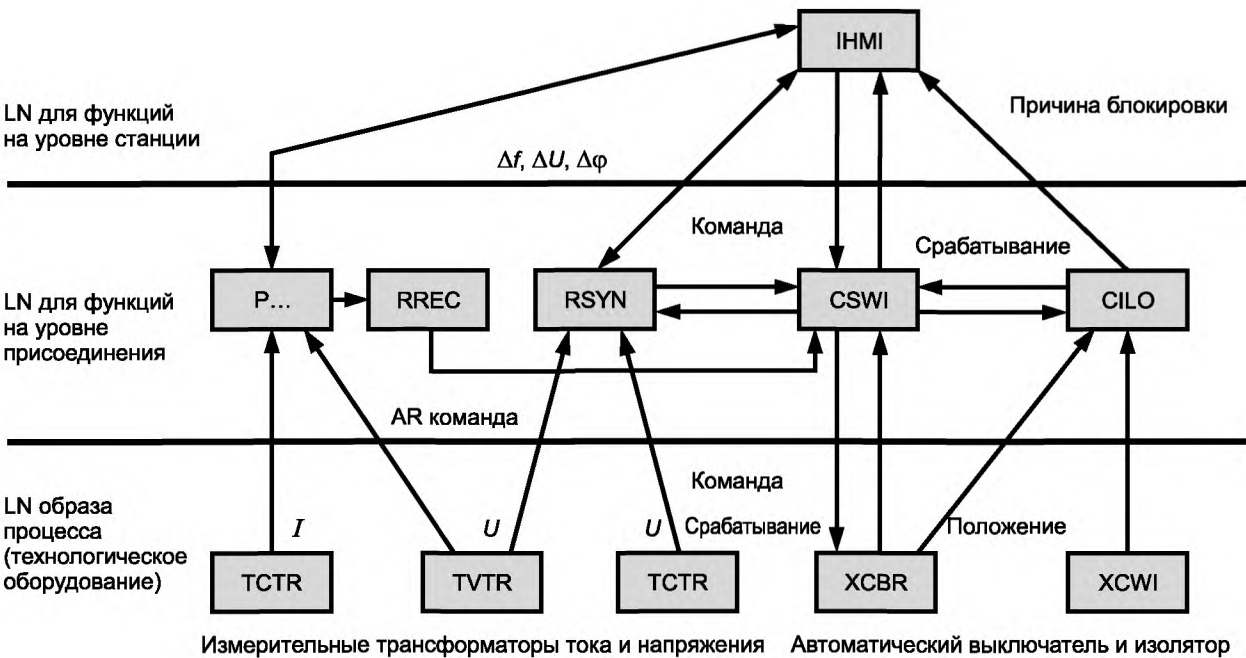 IHMI
LN для функций
на уровне станции
Причина блокировки
Δf, ΔU, Δφ
Команда
Срабатывание
LN для функций
на уровне
присоединения
P...
RREC
RSYN
CSWI
CILO
AR команда
Команда
LN образа
процесса
(технологическое
оборудование)
I
U
U
Срабатывание
Положение
TCTR
TVTR
TCTR
XCBR
XCWI
Измерительные трансформаторы тока и напряжения
Автоматический выключатель и изолятор